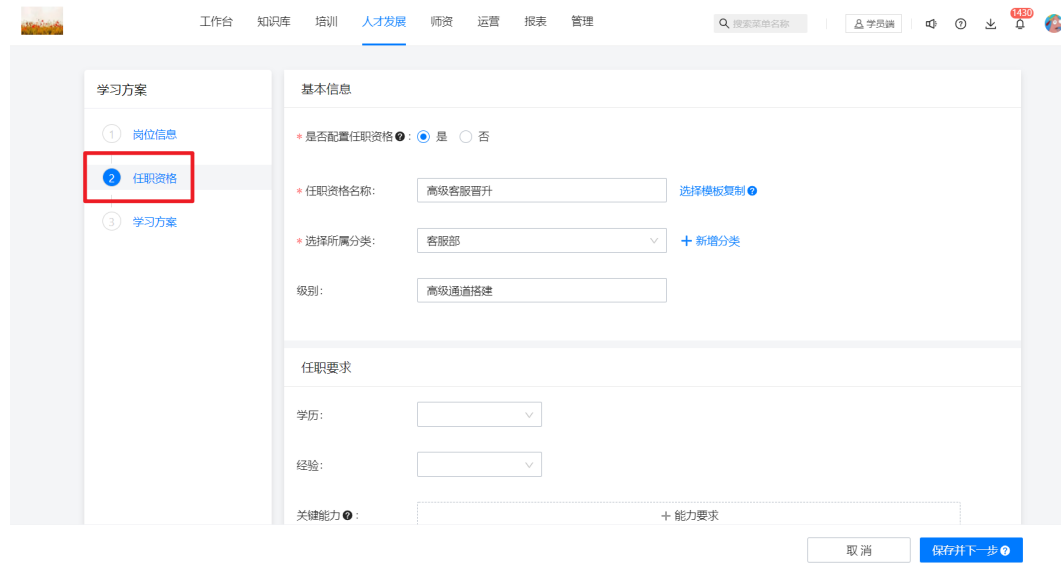 工作台 知识库 培训 人才发展 师资 运营 报表 管理 搜索菜单名称 学员端 1430
学习方案
1 岗位信息
2 任职资格
3 学习方案
基本信息
* 是否配置任职资格?: 是 否
* 任职资格名称: 高级客服晋升 选择模板复制?
* 选择所属分类: 客服部 + 新增分类
级别: 高级通道搭建
任职要求
学历:
经验:
关键能力?: + 能力要求
取 消 保存并下一步?